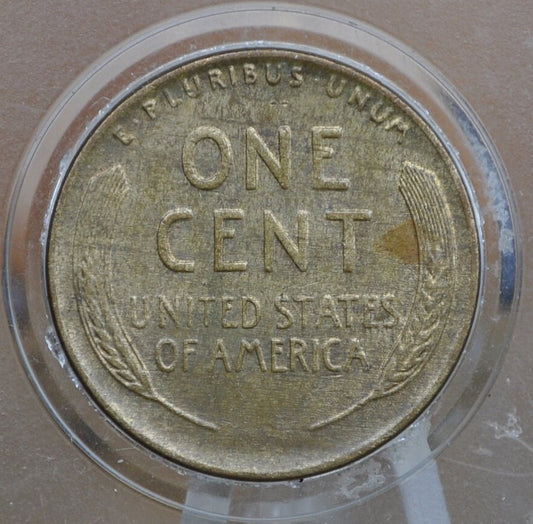 E·PLURIBUS·UNUM
ONE
CENT
UNITED STATES
OF AMERICA